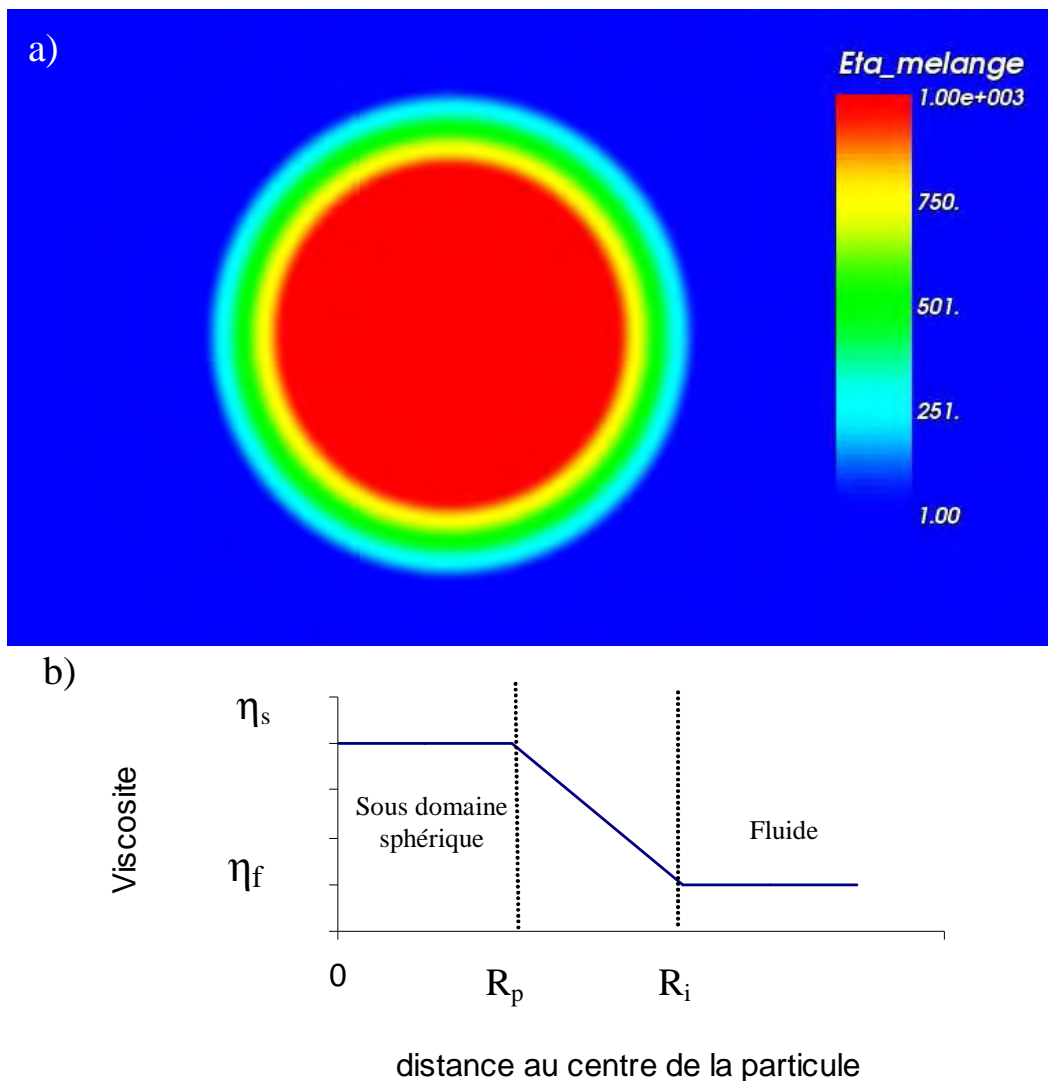 a)
Eta_melange
1.00e+003
750.
501.
251.
1.00
b)
ηs
Viscosite
Sous domaine
sphérique
Fluide
ηf
0
Rp
Ri
distance au centre de la particule